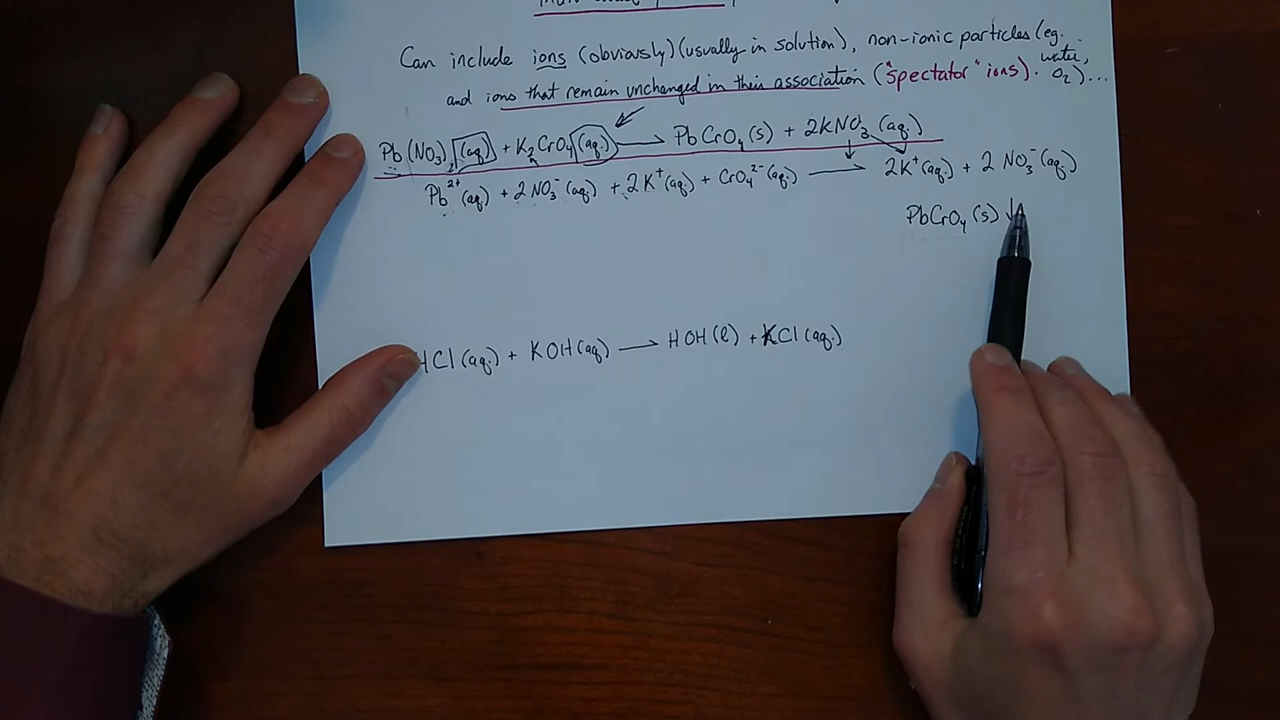 Can include ions (obviously) (usually in solution), non-ionic particles (eg. water, O₂)...
and ions that remain unchanged in their association ("spectator" ions).
Pb(NO₃)₂(aq) + K₂CrO₄(aq.) → PbCrO₄(s) + 2KNO₃(aq.)
Pb²⁺(aq) + 2NO₃⁻(aq) + 2K⁺(aq) + CrO₄²⁻(aq.) → 2K⁺(aq.) + 2NO₃⁻(aq)
PbCrO₄(s)↓
HCl(aq.) + KOH(aq) → HOH(l) + KCl(aq.)